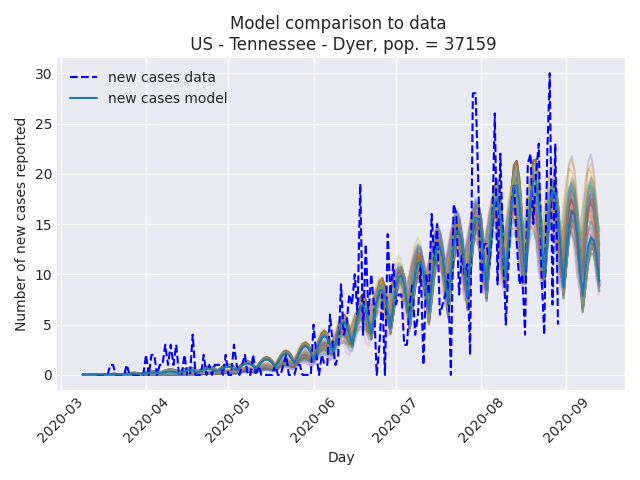 Model comparison to data
US - Tennessee - Dyer, pop. = 37159
new cases data
new cases model
Number of new cases reported
30
25
20
15
10
5
0
2020-03
2020-04
2020-05
2020-06
2020-07
2020-08
2020-09
Day